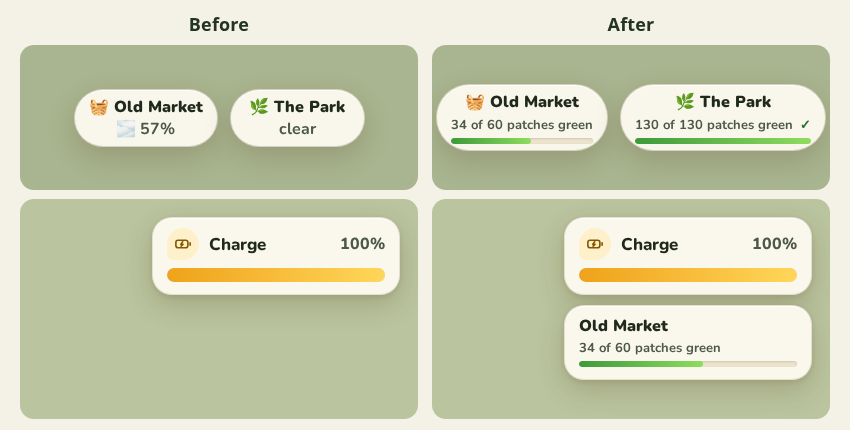 Before
After
Old Market
57%
The Park
clear
Old Market
34 of 60 patches green
The Park
130 of 130 patches green ✓
Charge
100%
Charge
100%
Old Market
34 of 60 patches green